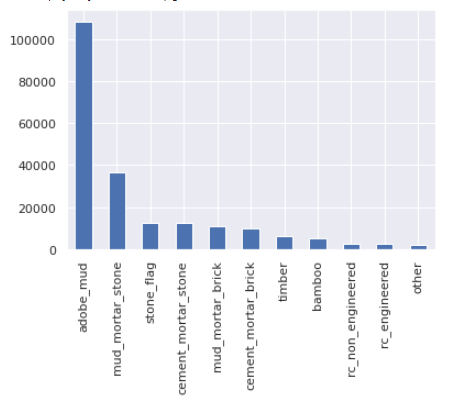 100000
80000
60000
40000
20000
0
adobe_mud
mud_mortar_stone
stone_flag
cement_mortar_stone
mud_mortar_brick
cement_mortar_brick
timber
bamboo
rc_non_engineered
rc_engineered
other